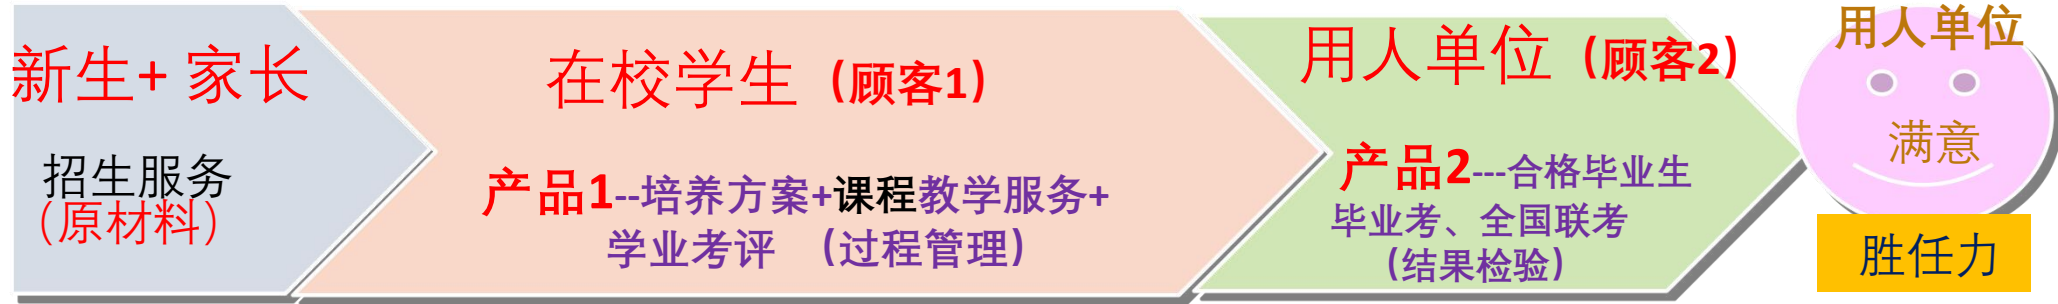 新生+ 家长
招生服务
（原材料）
在校学生（顾客1）
产品1--培养方案+课程教学服务+
学业考评 （过程管理）
用人单位（顾客2）
产品2---合格毕业生
毕业考、全国联考
（结果检验）
用人单位
满意
胜任力